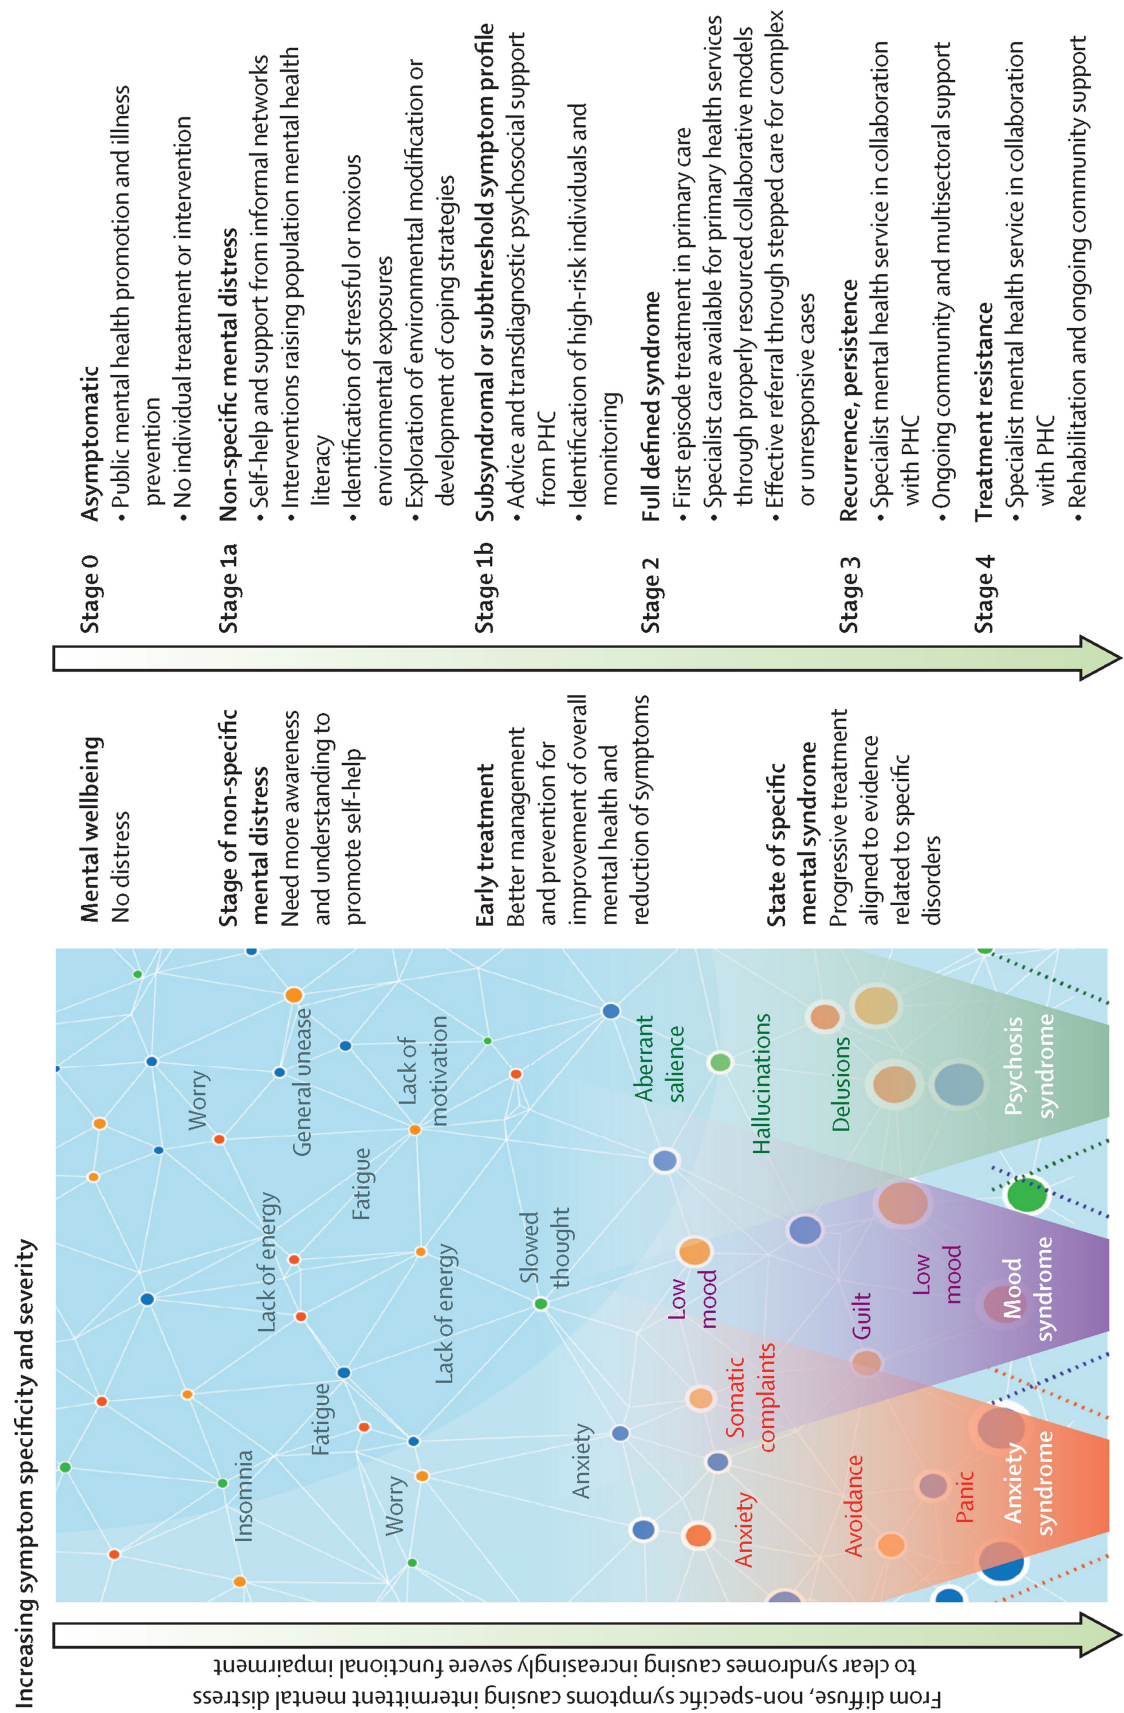 Increasing symptom specificity and severity
From diffuse, non-specific symptoms causing intermittent mental distress
to clear syndromes causing increasingly severe functional impairment
Worry
Insomnia
Lack of energy
General unease
Fatigue
Fatigue
Worry
Lack of energy
Lack of
motivation
Slowed
thought
Anxiety
Aberrant
salience
Low
mood
Anxiety
Somatic
complaints
Hallucinations
Delusions
Avoidance
Guilt
Low
mood
Panic
Anxiety
syndrome
Mood
syndrome
Psychosis
syndrome
Mental wellbeing
No distress
Stage of non-specific
mental distress
Need more awareness
and understanding to
promote self-help
Early treatment
Better management
and prevention for
improvement of overall
mental health and
reduction of symptoms
State of specific
mental syndrome
Progressive treatment
aligned to evidence
related to specific
disorders
Stage 0 Asymptomatic
• Public mental health promotion and illness
prevention
• No individual treatment or intervention
Stage 1a Non-specific mental distress
• Self-help and support from informal networks
• Interventions raising population mental health
literacy
• Identification of stressful or noxious
environmental exposures
• Exploration of environmental modification or
development of coping strategies
Stage 1b Subsyndromal or subthreshold symptom profile
• Advice and transdiagnostic psychosocial support
from PHC
• Identification of high-risk individuals and
monitoring
Stage 2 Full defined syndrome
• First episode treatment in primary care
• Specialist care available for primary health services
through properly resourced collaborative models
• Effective referral through stepped care for complex
or unresponsive cases
Stage 3 Recurrence, persistence
• Specialist mental health service in collaboration
with PHC
• Ongoing community and multisectoral support
Stage 4 Treatment resistance
• Specialist mental health service in collaboration
with PHC
• Rehabilitation and ongoing community support